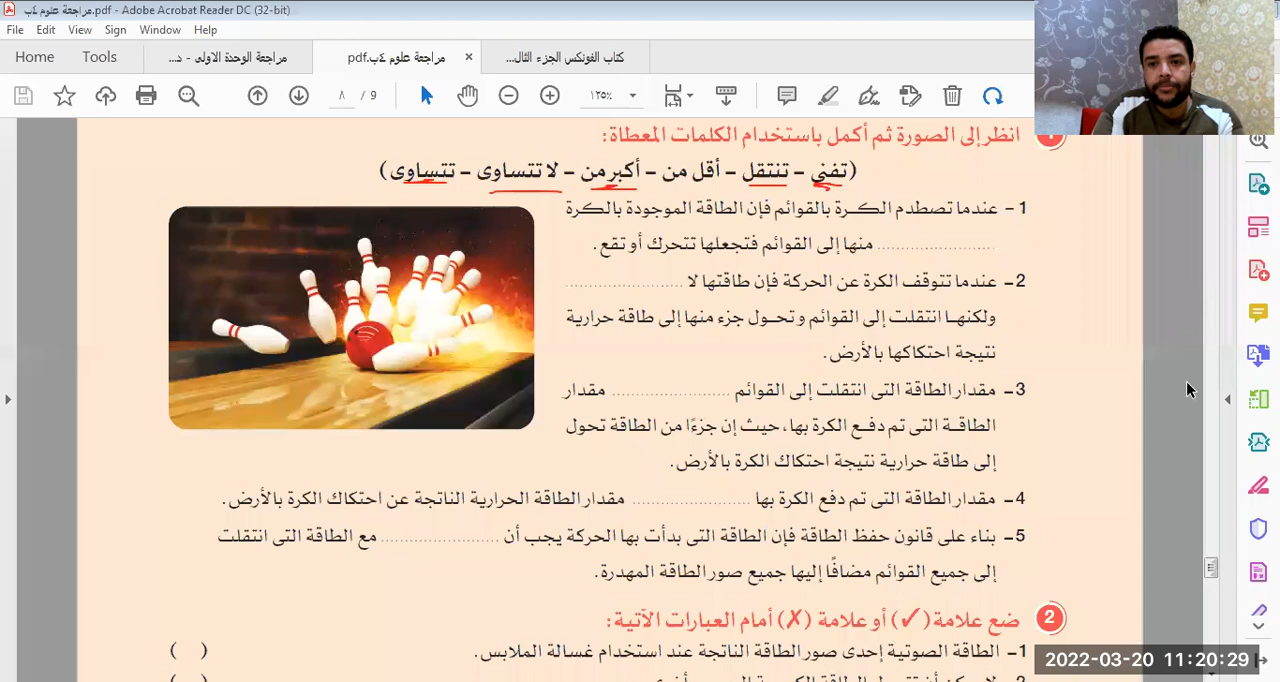 مراجعة علوم ٤ب.pdf - Adobe Acrobat Reader DC (32-bit)
File Edit View Sign Window Help
Home Tools مراجعة الوحدة الاولى - د... مراجعة علوم ٤ب.pdf × كتاب الفونكس الجزء الثال...
٨ / 9 ١٢٥%
انظر إلى الصورة ثم أكمل باستخدام الكلمات المعطاة:
(تفنى - تنتقل - أقل من - أكبر من - لا تتساوى - تتساوى)
1- عندما تصطدم الكرة بالقوائم فإن الطاقة الموجودة بالكرة
........................ منها إلى القوائم فتجعلها تتحرك أو تقع.
2- عندما تتوقف الكرة عن الحركة فإن طاقتها لا ........................
ولكنها انتقلت إلى القوائم وتحول جزء منها إلى طاقة حرارية
نتيجة احتكاكها بالأرض.
3- مقدار الطاقة التى انتقلت إلى القوائم ........................ مقدار
الطاقة التى تم دفع الكرة بها، حيث إن جزءًا من الطاقة تحول
إلى طاقة حرارية نتيجة احتكاك الكرة بالأرض.
4- مقدار الطاقة التى تم دفع الكرة بها ........................ مقدار الطاقة الحرارية الناتجة عن احتكاك الكرة بالأرض.
5- بناء على قانون حفظ الطاقة فإن الطاقة التى بدأت بها الحركة يجب أن ........................ مع الطاقة التى انتقلت
إلى جميع القوائم مضافًا إليها جميع صور الطاقة المهدرة.
2 ضع علامة (✓) أو علامة (✗) أمام العبارات الآتية:
1- الطاقة الصوتية إحدى صور الطاقة الناتجة عند استخدام غسالة الملابس. ( )
2022-03-20 11:20:29